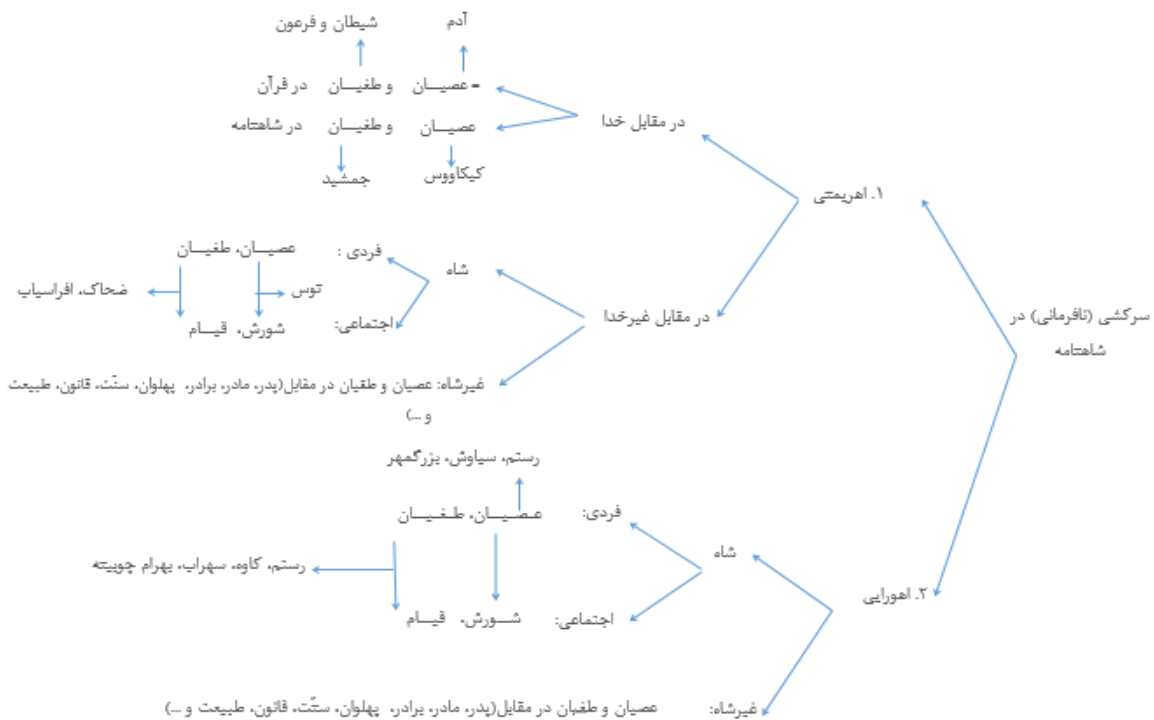 آدم شیطان و فرعون
= عصیـــان و طغیـــان در قرآن
در مقابل خدا
عصیـــان و طغیـــان در شاهنامه
کیکاووس جمشید
۱. اهریمنی
فردی : عصیـــان، طغیـــان
شاه
توس ضحاک، افراسیاب
اجتماعی: شورش، قیـــام
در مقابل غیرخدا
سرکشی (نافرمانی) در
شاهنامه
غیرشاه: عصیان و طقیان در مقابل(پدر، مادر، برادر، پهلوان، سنّت، قانون، طبیعت
و ...)
رستم، سیاوش، بزرگمهر
فردی: عـصیـــان، طـغـیـــان
شاه
رستم، کاوه، سهراب، بهرام چوبینه
۲. اهورایی
اجتماعی: شـــورش، قیـــام
غیرشاه: عصیان و طغیان در مقابل(پدر، مادر، برادر، پهلوان، سنّت، قانون، طبیعت و ...)